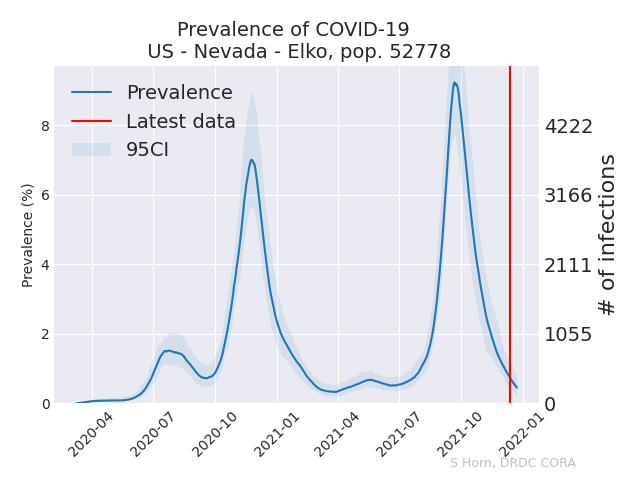 Prevalence of COVID-19
US - Nevada - Elko, pop. 52778
Prevalence
Latest data
95CI
Prevalence (%)
8
6
4
2
0
4222
3166
2111
1055
0
# of infections
2020-04
2020-07
2020-10
2021-01
2021-04
2021-07
2021-10
2022-01
S Horn, DRDC CORA